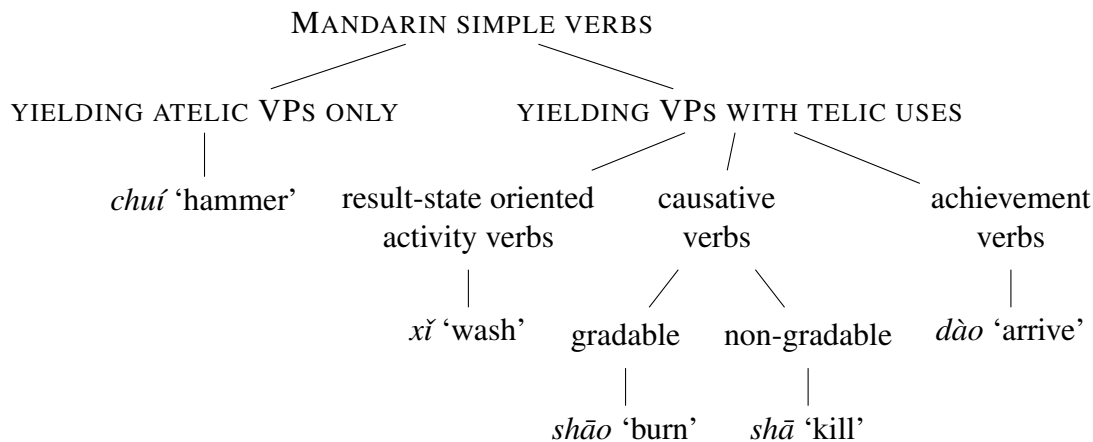 MANDARIN SIMPLE VERBS
YIELDING ATELIC VPS ONLY YIELDING VPS WITH TELIC USES
chuí ‘hammer’ result-state oriented causative achievement
activity verbs verbs verbs
xǐ ‘wash’ gradable non-gradable dào ‘arrive’
shāo ‘burn’ shā ‘kill’